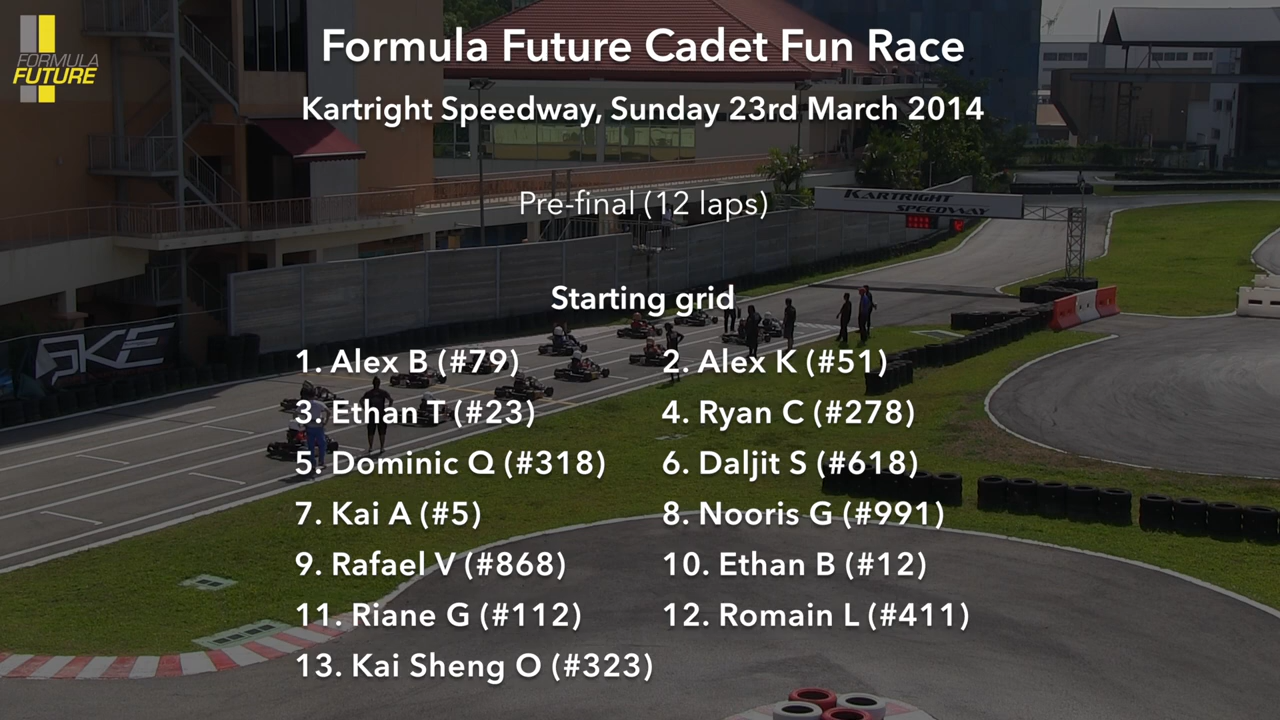 FORMULA
FUTURE
Formula Future Cadet Fun Race
Kartright Speedway, Sunday 23rd March 2014
Pre-final (12 laps)
KARTRIGHT
SPEEDWAY
Starting grid
SKE
1. Alex B (#79) 2. Alex K (#51)
3. Ethan T (#23) 4. Ryan C (#278)
5. Dominic Q (#318) 6. Daljit S (#618)
7. Kai A (#5) 8. Nooris G (#991)
9. Rafael V (#868) 10. Ethan B (#12)
11. Riane G (#112) 12. Romain L (#411)
13. Kai Sheng O (#323)